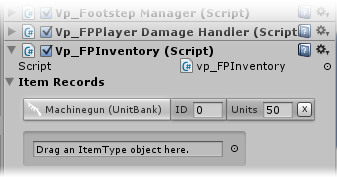 Vp_Footstep Manager (Script)
Vp_FPPlayer Damage Handler (Script)
Vp_FPInventory (Script)
Script vp_FPInventory
Item Records
Machinegun (UnitBank) ID 0 Units 50 x
Drag an ItemType object here.